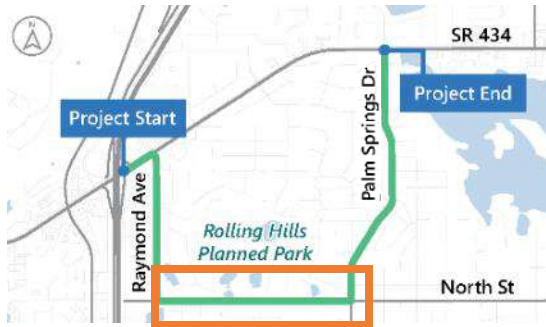 SR 434
Project Start
Project End
Palm Springs Dr
Raymond Ave
Rolling Hills
Planned Park
North St